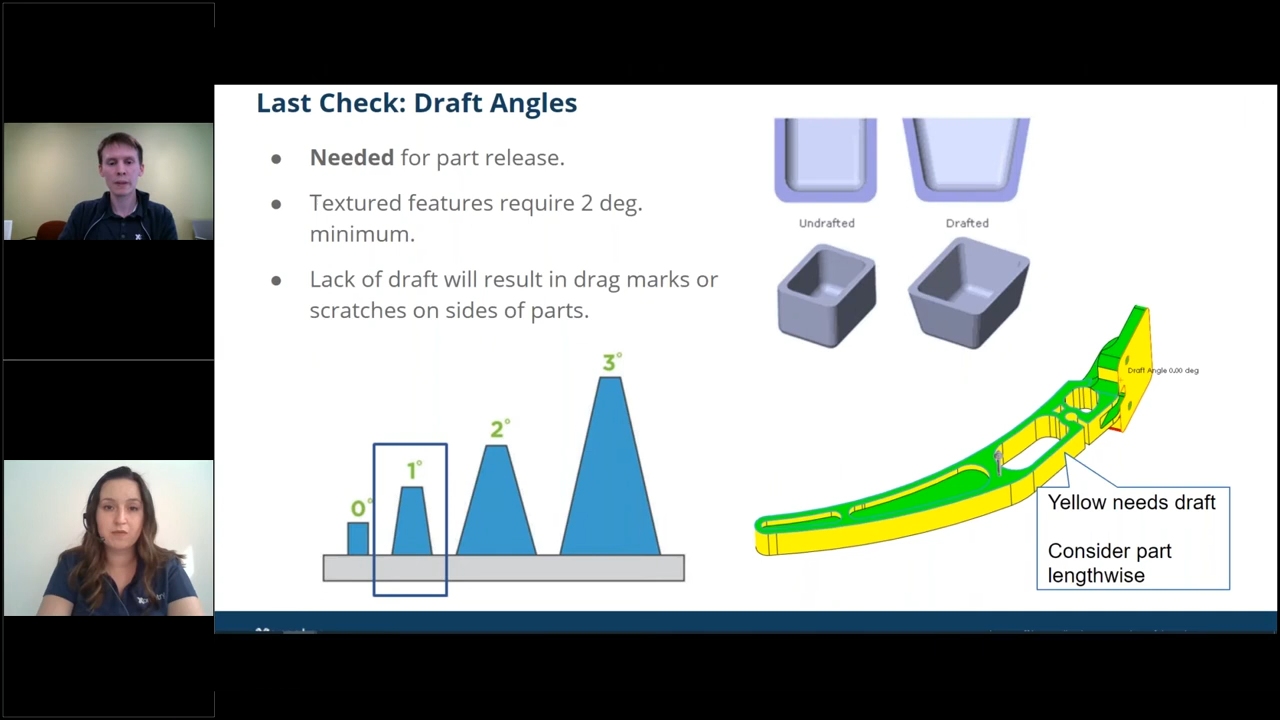 Last Check: Draft Angles
● Needed for part release.
● Textured features require 2 deg.
minimum.
● Lack of draft will result in drag marks or
scratches on sides of parts.
Undrafted
Drafted
0°
1°
2°
3°
Draft Angle 0.00 deg
Yellow needs draft
Consider part
lengthwise